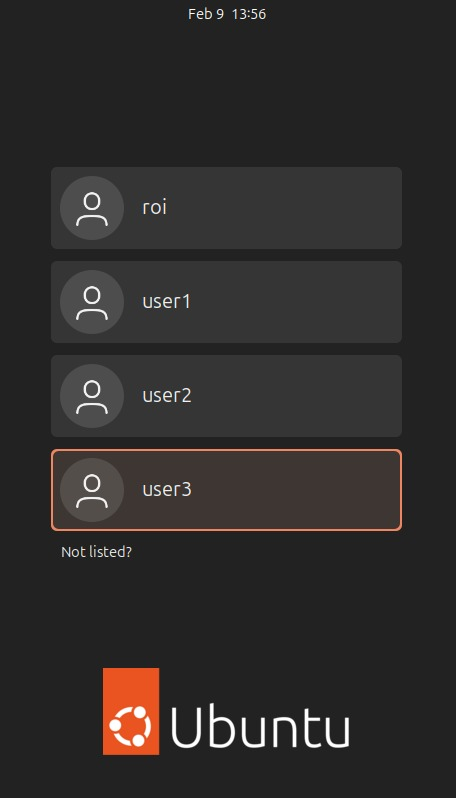 Feb 9 13:56
roi
user1
user2
user3
Not listed?
Ubuntu